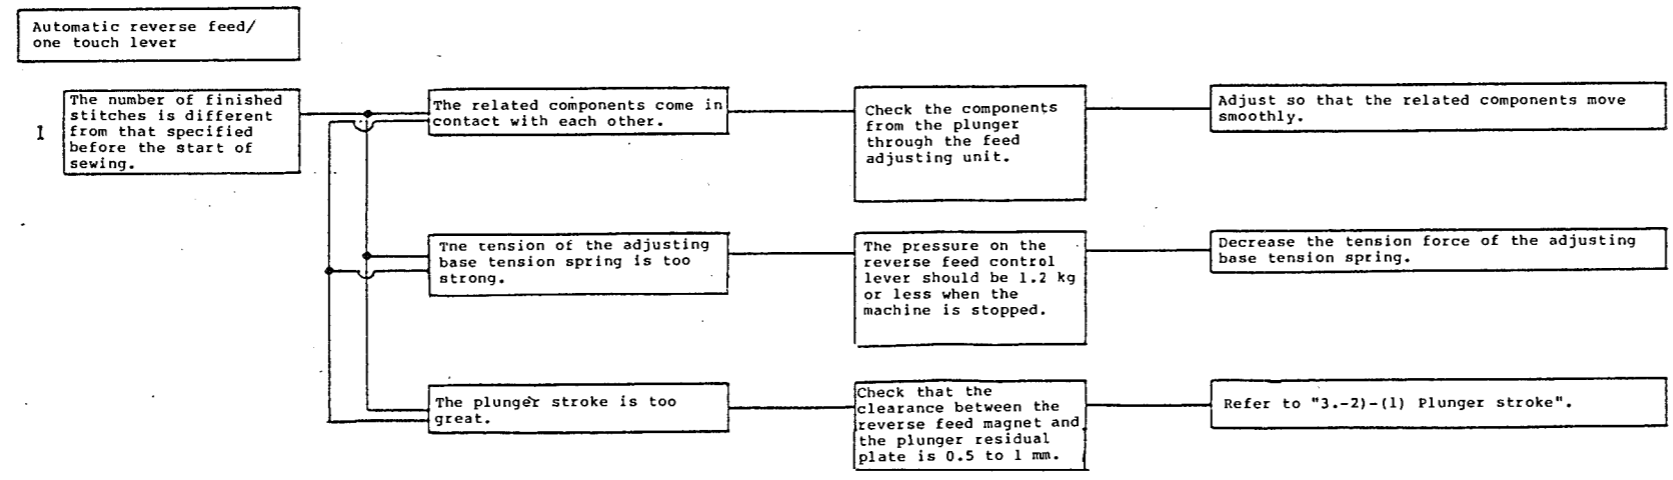 Automatic reverse feed/
one touch lever
1
The number of finished
stitches is different
from that specified
before the start of
sewing.
The related components come in
contact with each other.
Check the components
from the plunger
through the feed
adjusting unit.
Adjust so that the related components move
smoothly.
Tne tension of the adjusting
base tension spring is too
strong.
The pressure on the
reverse feed control
lever should be 1.2 kg
or less when the
machine is stopped.
Decrease the tension force of the adjusting
base tension spring.
The plunger stroke is too
great.
Check that the
clearance between the
reverse feed magnet and
the plunger residual
plate is 0.5 to 1 mm.
Refer to "3.-2)-(1) Plunger stroke".